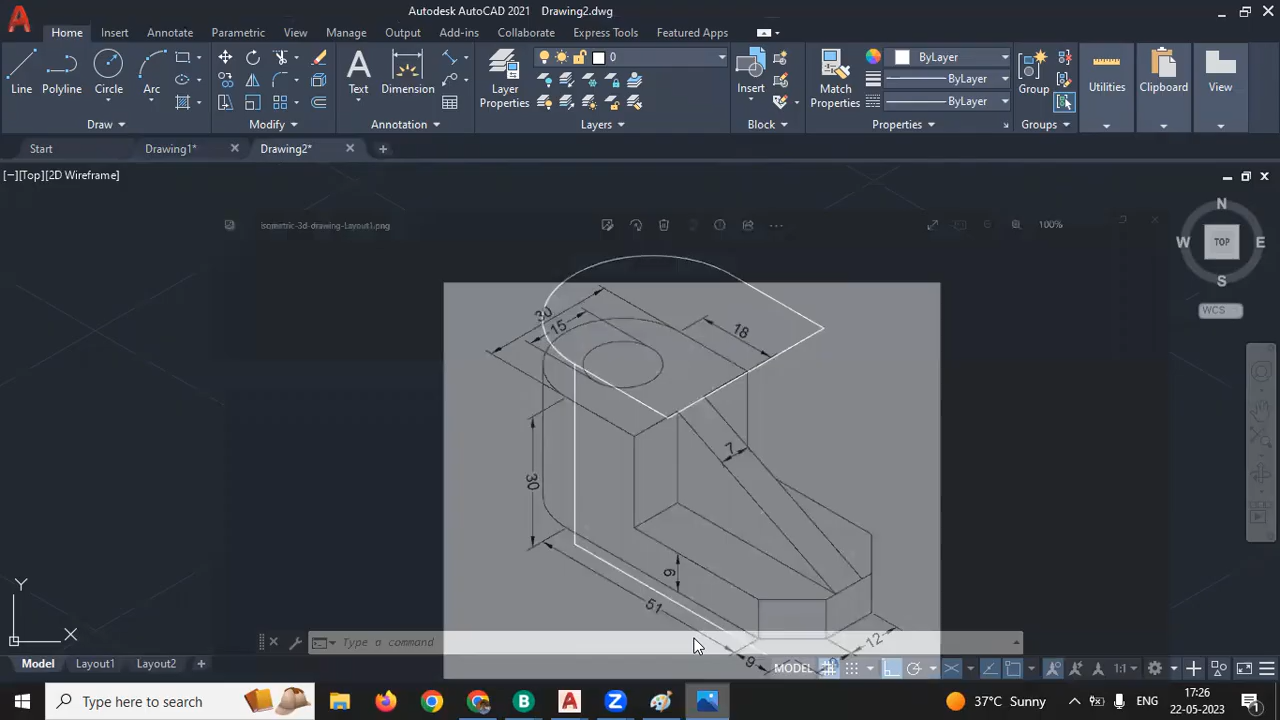 Autodesk AutoCAD 2021 Drawing2.dwg
Home Insert Annotate Parametric View Manage Output Add-ins Collaborate Express Tools Featured Apps
0
ByLayer
ByLayer
ByLayer
Line Polyline Circle Arc
Text Dimension
Layer Properties
Insert
Match Properties
Group Utilities Clipboard View
Draw Modify Annotation Layers Block Properties Groups
Start Drawing1* Drawing2*
[−][Top][2D Wireframe]
N
W TOP E
S
WCS
isometric-3d-drawing-Layout1.png 100%
30
15
18
7
30
6
51
9
12
Y
X
Type a command
Model Layout1 Layout2 MODEL 1:1
Type here to search
37°C Sunny ENG 17:26
22-05-2023